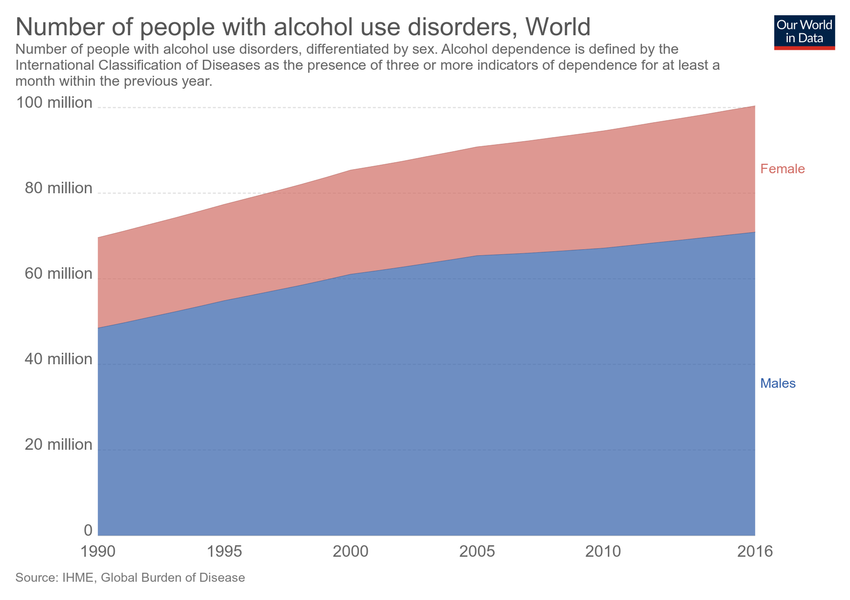 Number of people with alcohol use disorders, World
Our World
in Data
Number of people with alcohol use disorders, differentiated by sex. Alcohol dependence is defined by the
International Classification of Diseases as the presence of three or more indicators of dependence for at least a
month within the previous year.
100 million
80 million
60 million
40 million
20 million
0
Female
Males
1990 1995 2000 2005 2010 2016
Source: IHME, Global Burden of Disease